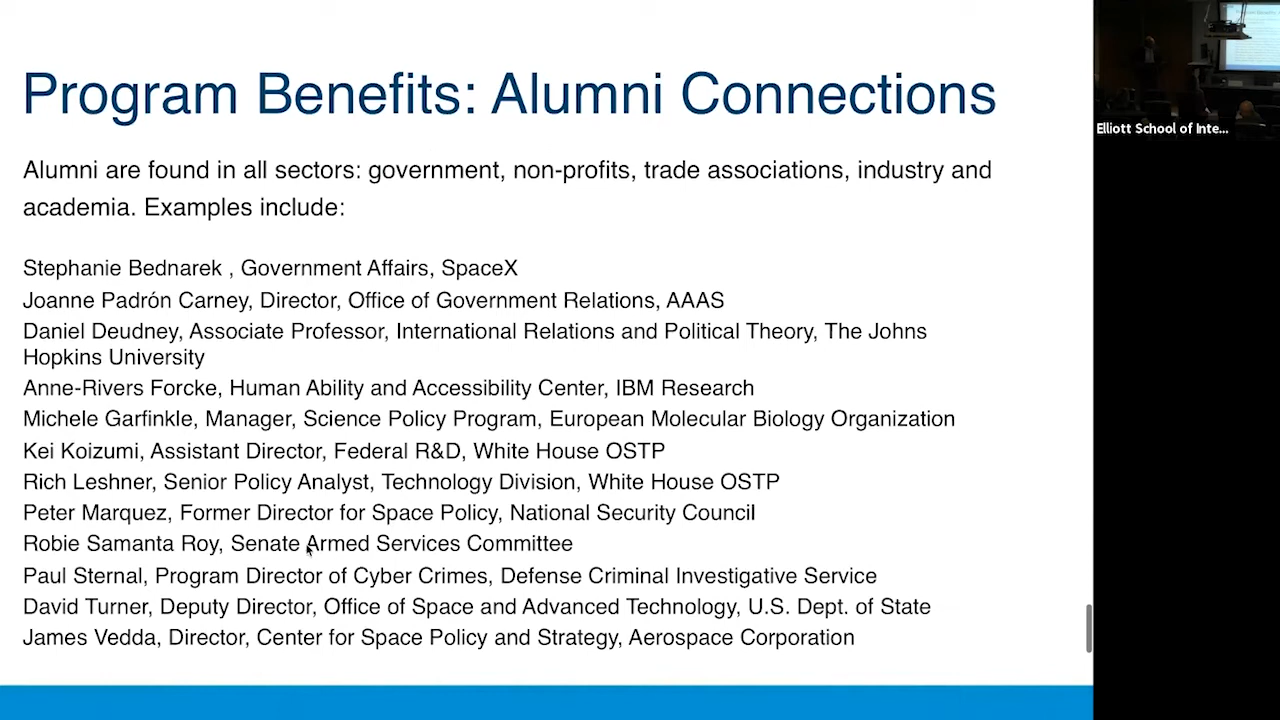 Program Benefits: Alumni Connections
Alumni are found in all sectors: government, non-profits, trade associations, industry and
academia. Examples include:
Stephanie Bednarek , Government Affairs, SpaceX
Joanne Padrón Carney, Director, Office of Government Relations, AAAS
Daniel Deudney, Associate Professor, International Relations and Political Theory, The Johns
Hopkins University
Anne-Rivers Forcke, Human Ability and Accessibility Center, IBM Research
Michele Garfinkle, Manager, Science Policy Program, European Molecular Biology Organization
Kei Koizumi, Assistant Director, Federal R&D, White House OSTP
Rich Leshner, Senior Policy Analyst, Technology Division, White House OSTP
Peter Marquez, Former Director for Space Policy, National Security Council
Robie Samanta Roy, Senate Armed Services Committee
Paul Sternal, Program Director of Cyber Crimes, Defense Criminal Investigative Service
David Turner, Deputy Director, Office of Space and Advanced Technology, U.S. Dept. of State
James Vedda, Director, Center for Space Policy and Strategy, Aerospace Corporation
Elliott School of Inte...